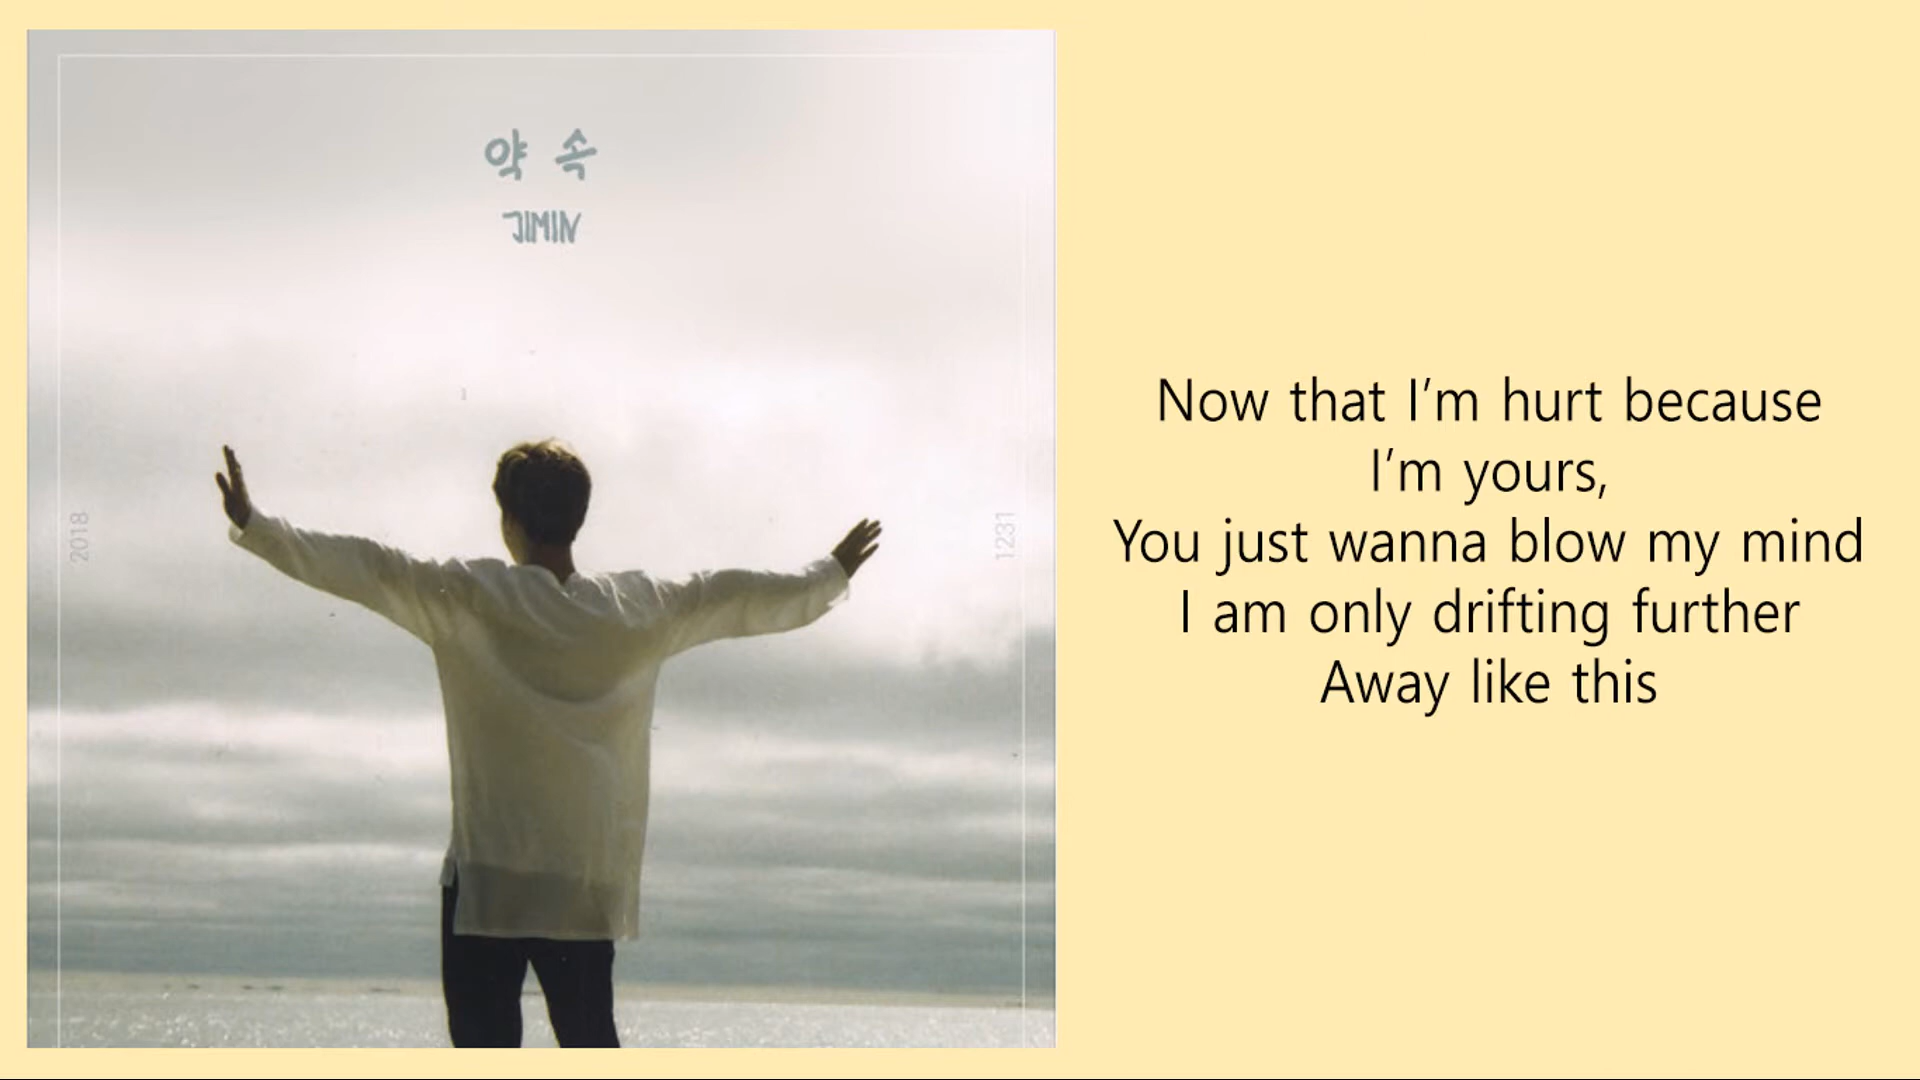 약 속
JIMIN
2018
1231
Now that I’m hurt because
I’m yours,
You just wanna blow my mind
I am only drifting further
Away like this